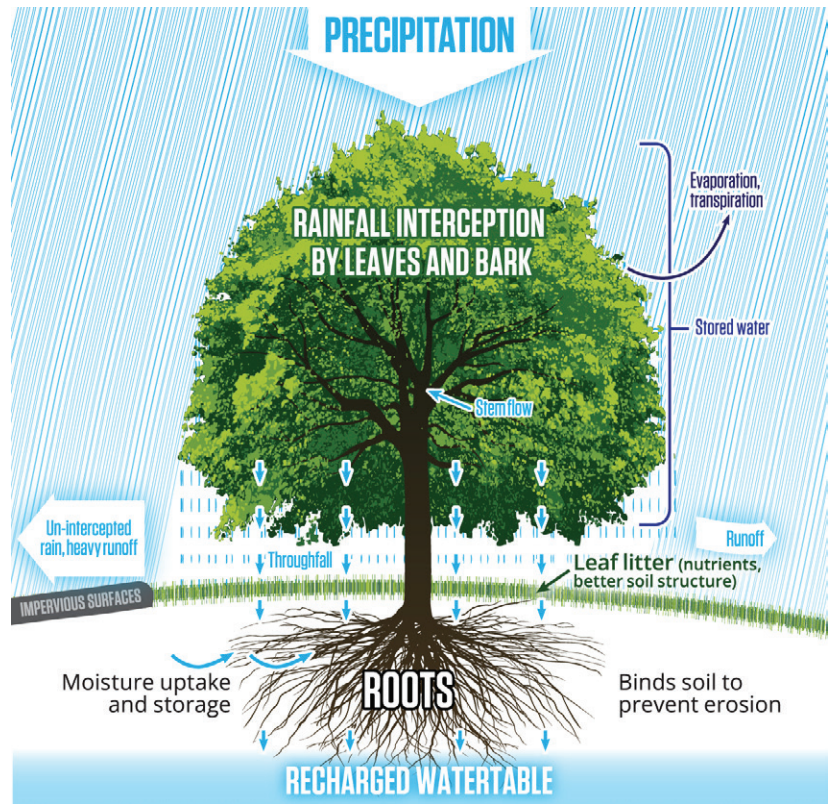 PRECIPITATION
Evaporation,
transpiration
RAINFALL INTERCEPTION
BY LEAVES AND BARK
Stored water
Stemflow
Un-intercepted
rain, heavy runoff
Runoff
Throughfall
Leaf litter (nutrients,
better soil structure)
IMPERVIOUS SURFACES
Moisture uptake
and storage
ROOTS
Binds soil to
prevent erosion
RECHARGED WATERTABLE